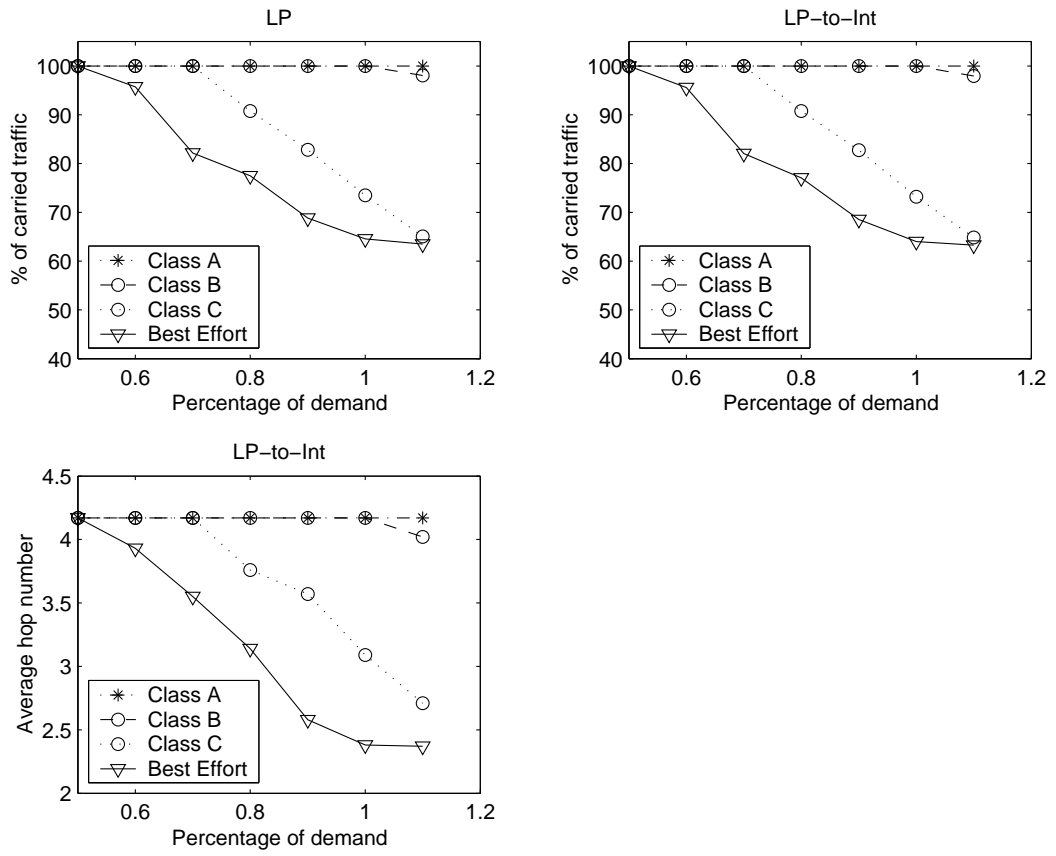 LP
100
90
80
70
60
50
40
% of carried traffic
Class A
Class B
Class C
Best Effort
0.6
0.8
1
1.2
Percentage of demand
LP-to-Int
100
90
80
70
60
50
40
% of carried traffic
Class A
Class B
Class C
Best Effort
0.6
0.8
1
1.2
Percentage of demand
LP-to-Int
4.5
4
3.5
3
2.5
2
Average hop number
Class A
Class B
Class C
Best Effort
0.6
0.8
1
1.2
Percentage of demand